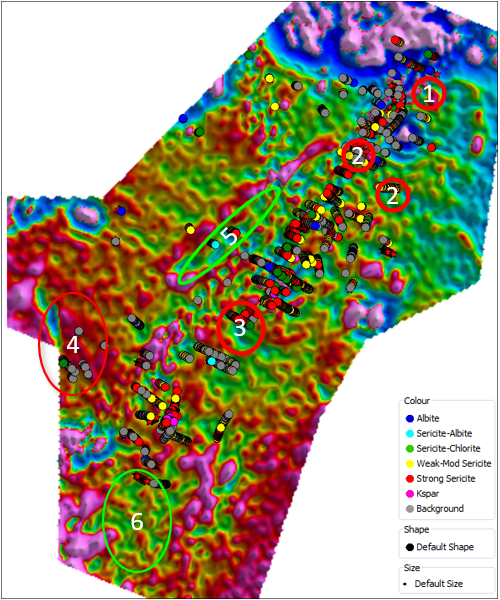 1
2
2
5
3
4
6
Colour
Albite
Sericite-Albite
Sericite-Chlorite
Weak-Mod Sericite
Strong Sericite
Kspar
Background
Shape
Default Shape
Size
Default Size